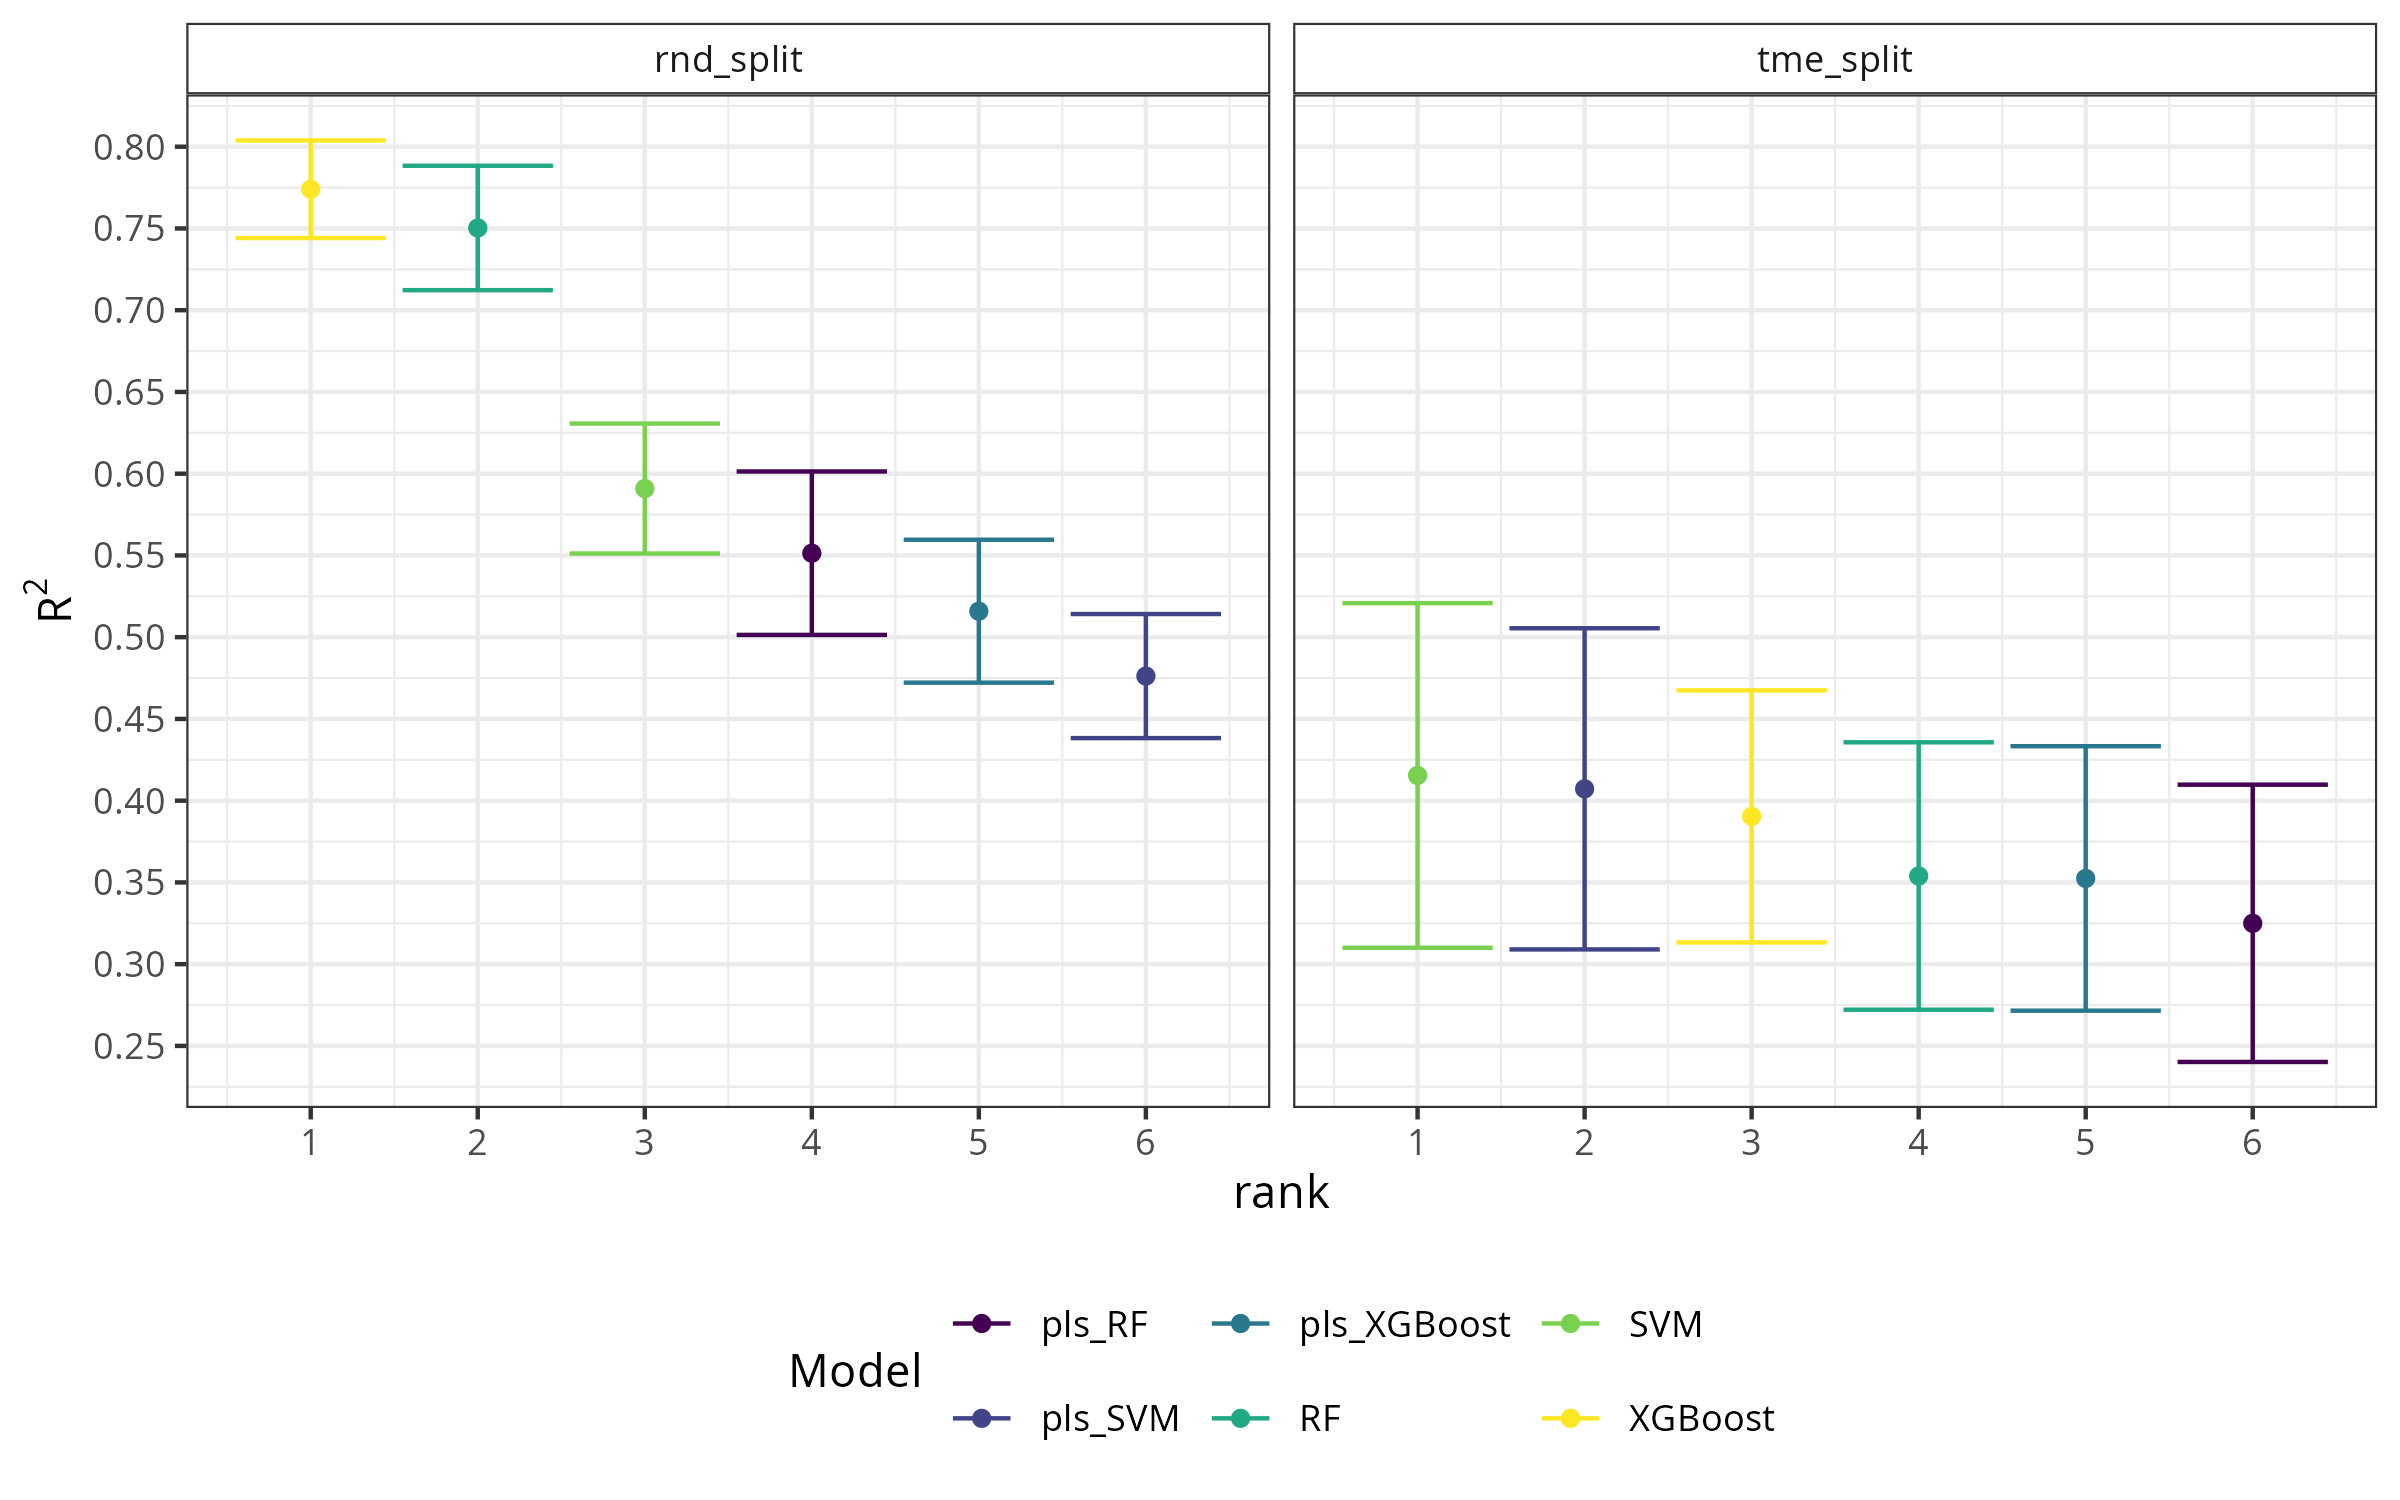 rnd_split
tme_split
R²
0.80
0.75
0.70
0.65
0.60
0.55
0.50
0.45
0.40
0.35
0.30
0.25
1 2 3 4 5 6
1 2 3 4 5 6
rank
Model
pls_RF pls_XGBoost SVM
pls_SVM RF XGBoost